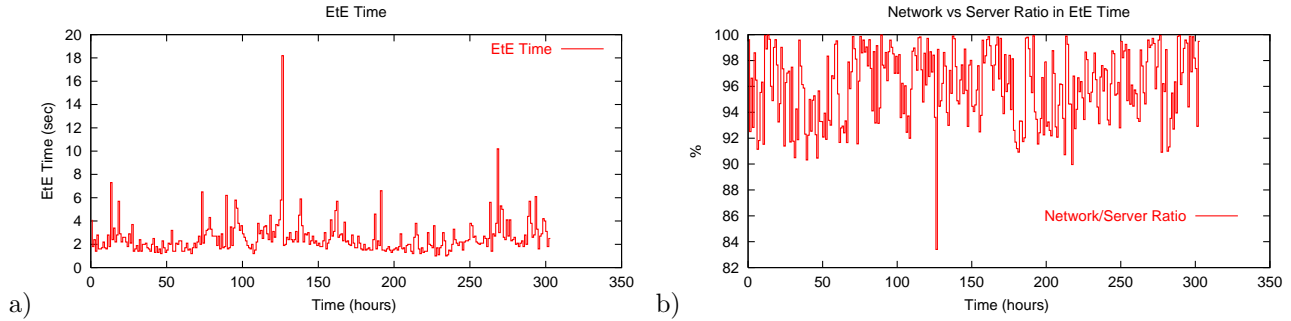 EtE Time
EtE Time
EtE Time (sec)
20
18
16
14
12
10
8
6
4
2
0
0 50 100 150 200 250 300 350
Time (hours)
a)
Network vs Server Ratio in EtE Time
Network/Server Ratio
%
100
98
96
94
92
90
88
86
84
82
0 50 100 150 200 250 300 350
Time (hours)
b)